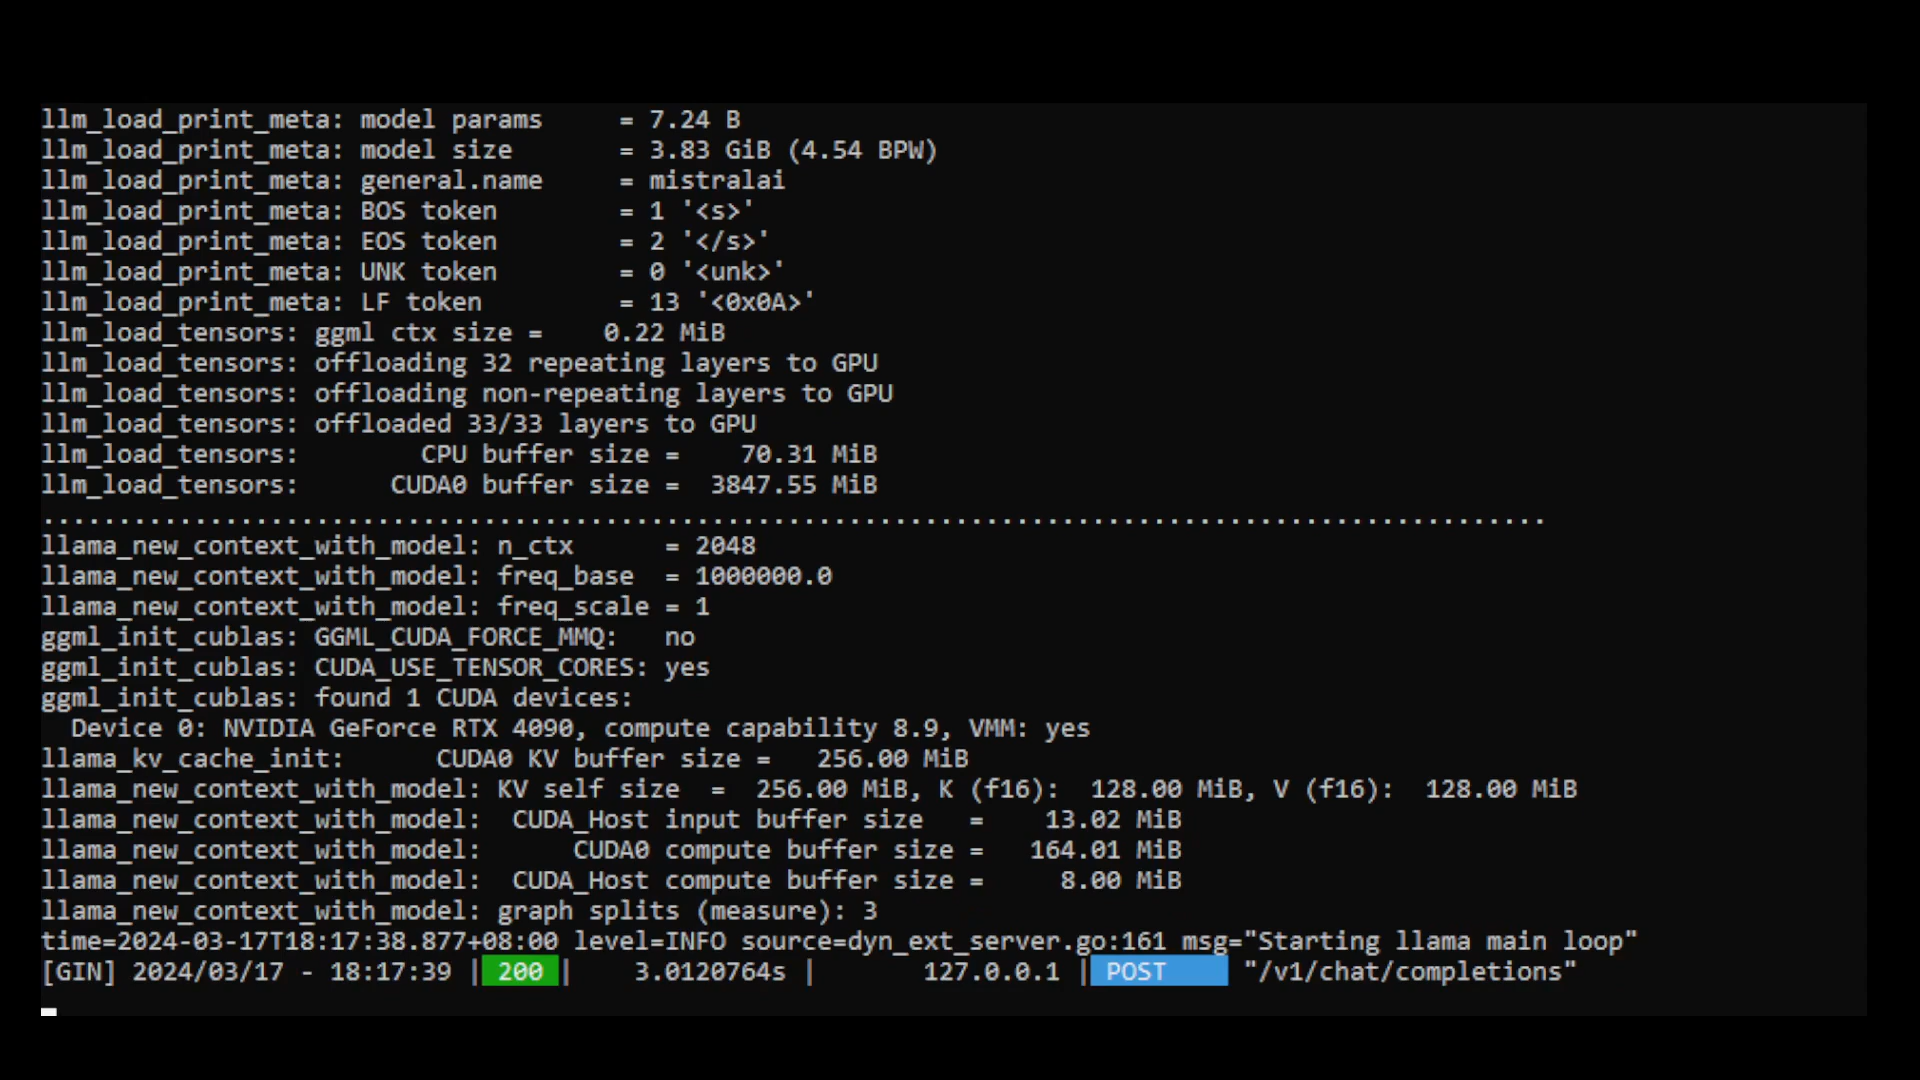 llm_load_print_meta: model params     = 7.24 B
llm_load_print_meta: model size       = 3.83 GiB (4.54 BPW)
llm_load_print_meta: general.name     = mistralai
llm_load_print_meta: BOS token        = 1 '<s>'
llm_load_print_meta: EOS token        = 2 '</s>'
llm_load_print_meta: UNK token        = 0 '<unk>'
llm_load_print_meta: LF token         = 13 '<0x0A>'
llm_load_tensors: ggml ctx size =    0.22 MiB
llm_load_tensors: offloading 32 repeating layers to GPU
llm_load_tensors: offloading non-repeating layers to GPU
llm_load_tensors: offloaded 33/33 layers to GPU
llm_load_tensors:        CPU buffer size =    70.31 MiB
llm_load_tensors:      CUDA0 buffer size =  3847.55 MiB
...................................................................................................
llama_new_context_with_model: n_ctx      = 2048
llama_new_context_with_model: freq_base  = 1000000.0
llama_new_context_with_model: freq_scale = 1
ggml_init_cublas: GGML_CUDA_FORCE_MMQ:   no
ggml_init_cublas: CUDA_USE_TENSOR_CORES: yes
ggml_init_cublas: found 1 CUDA devices:
  Device 0: NVIDIA GeForce RTX 4090, compute capability 8.9, VMM: yes
llama_kv_cache_init:      CUDA0 KV buffer size =   256.00 MiB
llama_new_context_with_model: KV self size  =  256.00 MiB, K (f16):  128.00 MiB, V (f16):  128.00 MiB
llama_new_context_with_model:  CUDA_Host input buffer size   =    13.02 MiB
llama_new_context_with_model:      CUDA0 compute buffer size =   164.01 MiB
llama_new_context_with_model:  CUDA_Host compute buffer size =     8.00 MiB
llama_new_context_with_model: graph splits (measure): 3
time=2024-03-17T18:17:38.877+08:00 level=INFO source=dyn_ext_server.go:161 msg="Starting llama main loop"
[GIN] 2024/03/17 - 18:17:39 | 200 |    3.0120764s |       127.0.0.1 | POST     "/v1/chat/completions"